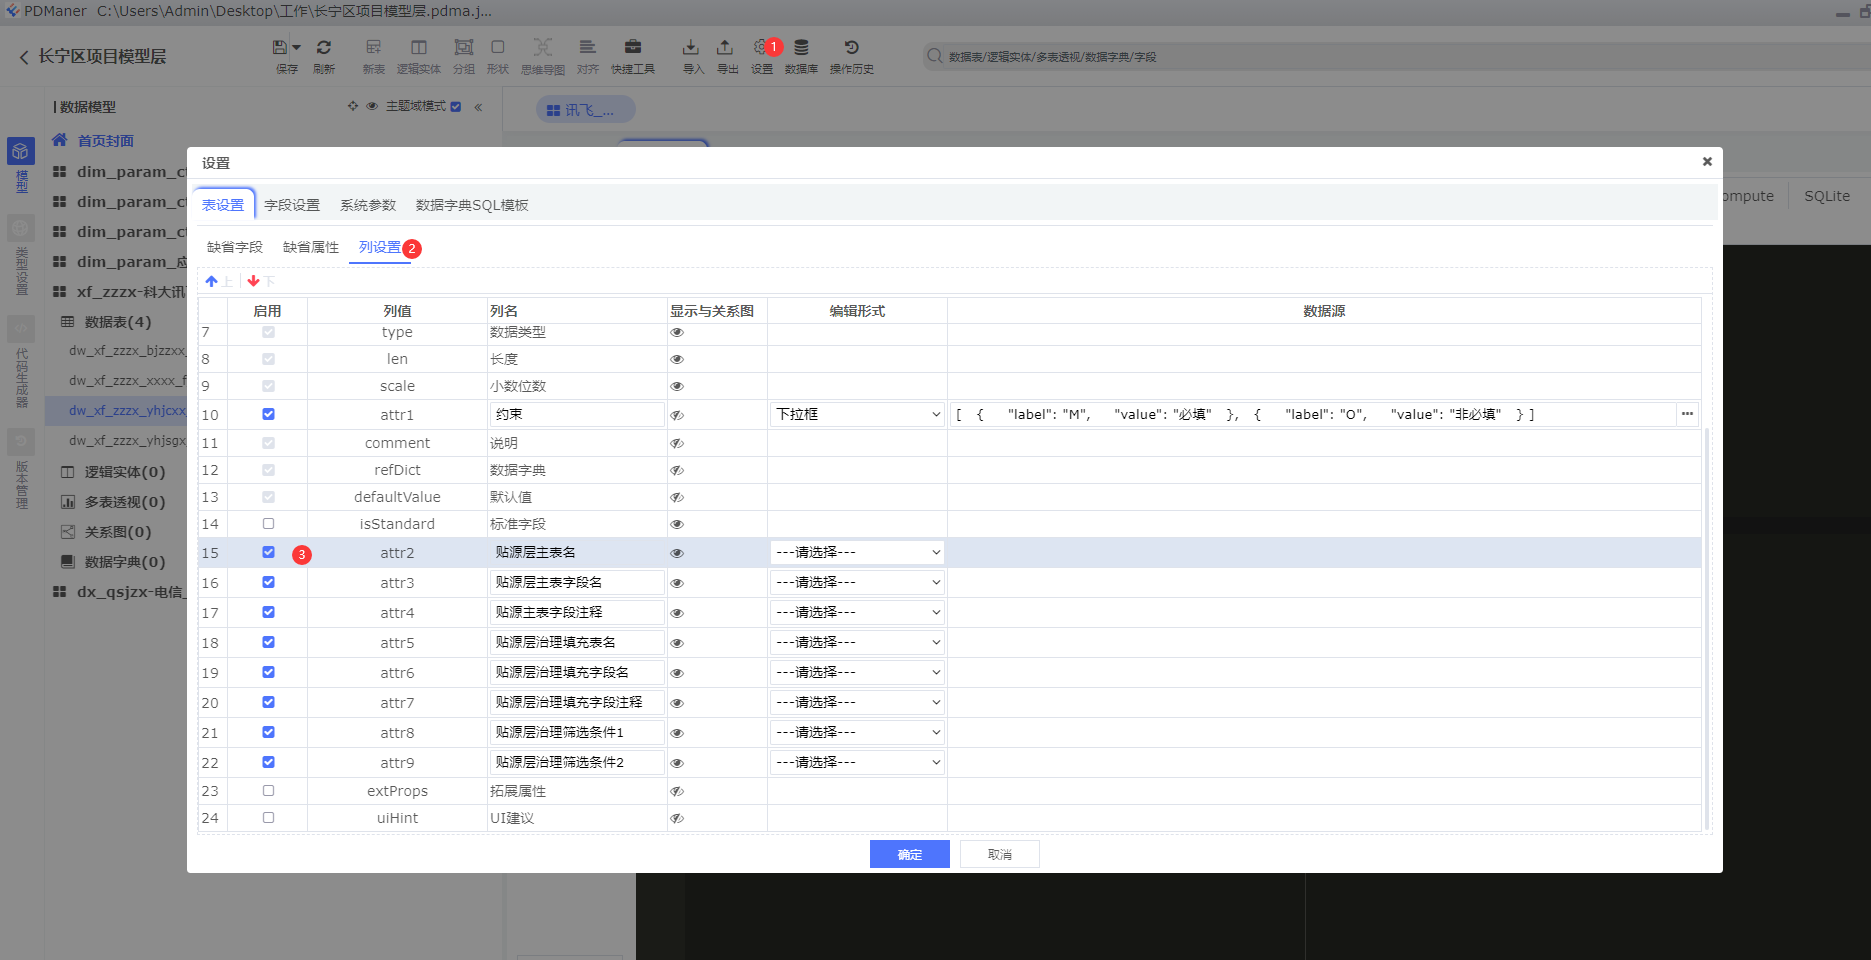 PDManer C:\Users\Admin\Desktop\工作\长宁区项目模型层.pdma.j...
长宁区项目模型层
保存 刷新 新表 逻辑实体 分组 形状 思维导图 对齐 快捷工具 导入 导出 设置 1 数据库 操作历史
数据表/逻辑实体/多表透视/数据字典/字段
数据模型 主题域模式
讯飞_...
首页封面
模型
类型设置
代码生成器
版本管理
dim_param_ct
dim_param_ct
dim_param_ct
dim_param_应
xf_zzzx-科大讯
数据表(4)
dw_xf_zzzx_bjzzxx_
dw_xf_zzzx_xxxx_f
dw_xf_zzzx_yhjcxx_
dw_xf_zzzx_yhjsgx
逻辑实体(0)
多表透视(0)
关系图(0)
数据字典(0)
dx_qsjzx-电信_
ompute SQLite
设置
表设置 字段设置 系统参数 数据字典SQL模板
缺省字段 缺省属性 列设置 2
上 下
启用 列值 列名 显示与关系图 编辑形式 数据源
7 type 数据类型
8 len 长度
9 scale 小数位数
10 attr1 约束 下拉框 [ { "label": "M", "value": "必填" }, { "label": "O", "value": "非必填" } ] ...
11 comment 说明
12 refDict 数据字典
13 defaultValue 默认值
14 isStandard 标准字段
15 3 attr2 贴源层主表名 ---请选择---
16 attr3 贴源层主表字段名 ---请选择---
17 attr4 贴源主表字段注释 ---请选择---
18 attr5 贴源层治理填充表名 ---请选择---
19 attr6 贴源层治理填充字段名 ---请选择---
20 attr7 贴源层治理填充字段注释 ---请选择---
21 attr8 贴源层治理筛选条件1 ---请选择---
22 attr9 贴源层治理筛选条件2 ---请选择---
23 extProps 拓展属性
24 uiHint UI建议
确定 取消